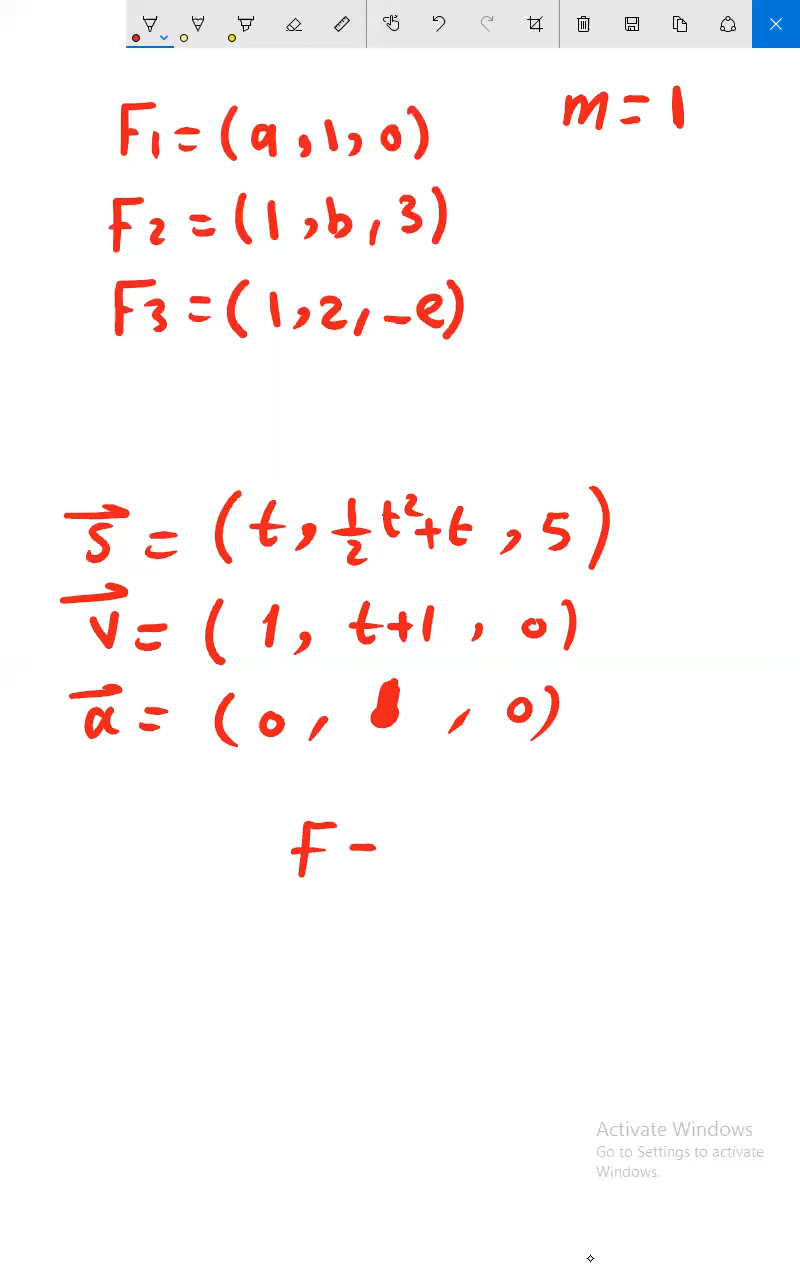 F1=(a,1,0) m=1
F2=(1,b,3)
F3=(1,2,-e)
S⃗=(t,½t²+t,5)
V⃗=(1,t+1,0)
a⃗=(0, ,0)
F-
Activate Windows
Go to Settings to activate
Windows.